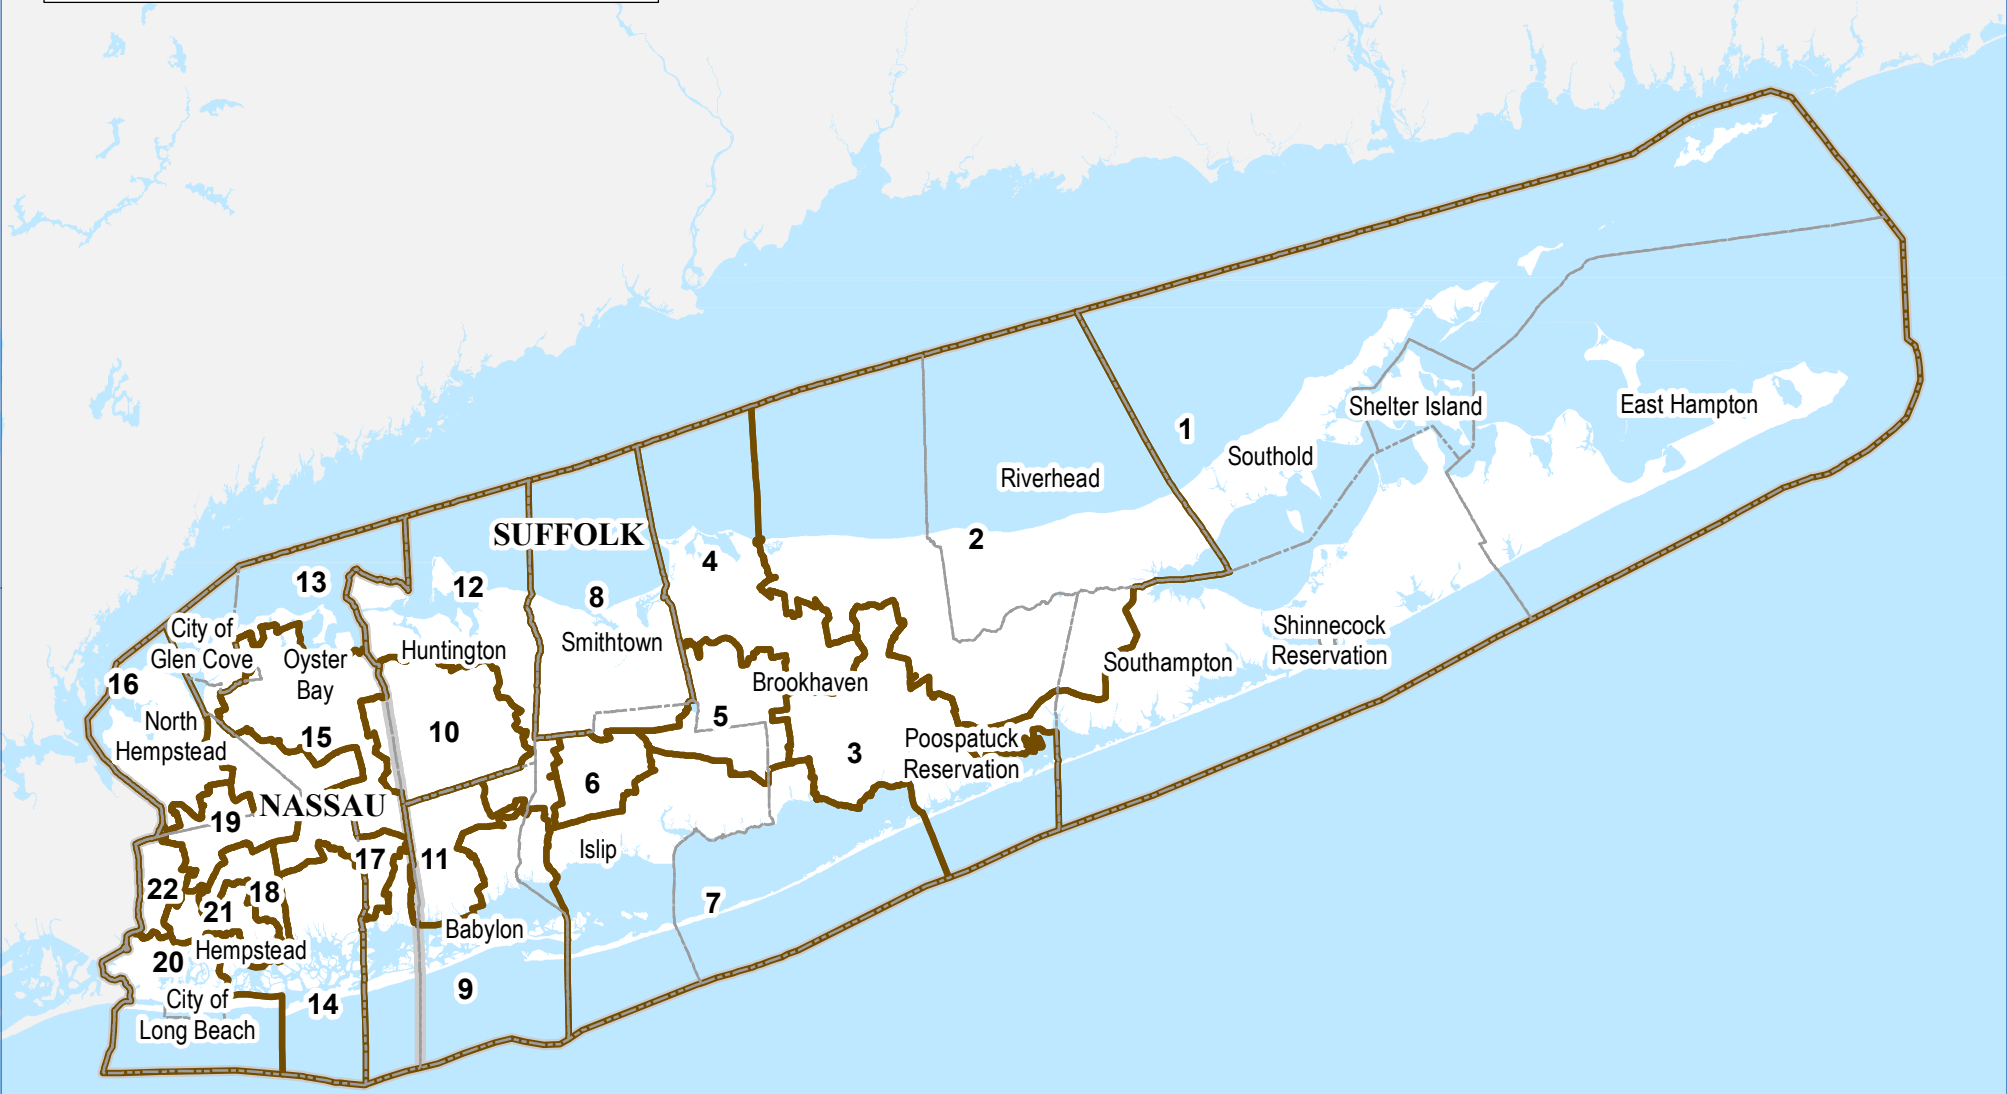 East Hampton
Shelter Island
1
Southold
Riverhead
SUFFOLK
2
4
13
12
8
City of
Glen Cove
Oyster
Bay
Huntington
Smithtown
Shinnecock
Reservation
Southampton
16
Brookhaven
North
Hempstead
15
10
5
3
Poospatuck
Reservation
6
NASSAU
19
17
11
Islip
22
21
18
7
Babylon
Hempstead
20
City of
Long Beach
14
9